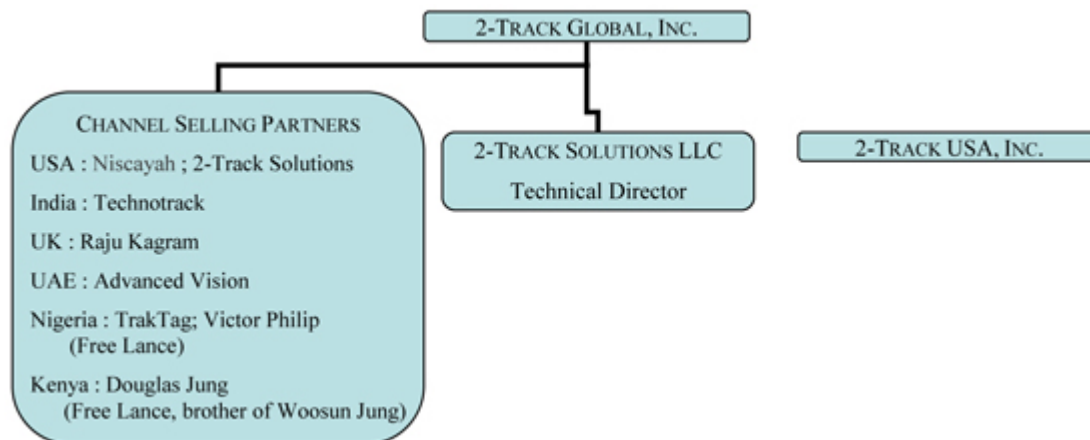 2-TRACK GLOBAL, INC.
CHANNEL SELLING PARTNERS
USA : Niscayah ; 2-Track Solutions
India : Technotrack
UK : Raju Kagram
UAE : Advanced Vision
Nigeria : TrakTag; Victor Philip
(Free Lance)
Kenya : Douglas Jung
(Free Lance, brother of Woosun Jung)
2-TRACK SOLUTIONS LLC
Technical Director
2-TRACK USA, INC.